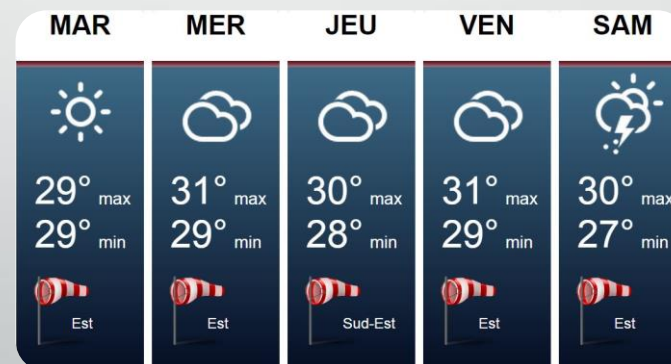 MAR MER JEU VEN SAM
29° max 31° max 30° max 31° max 30° max
29° min 29° min 28° min 29° min 27° min
Est Est Sud-Est Est Est